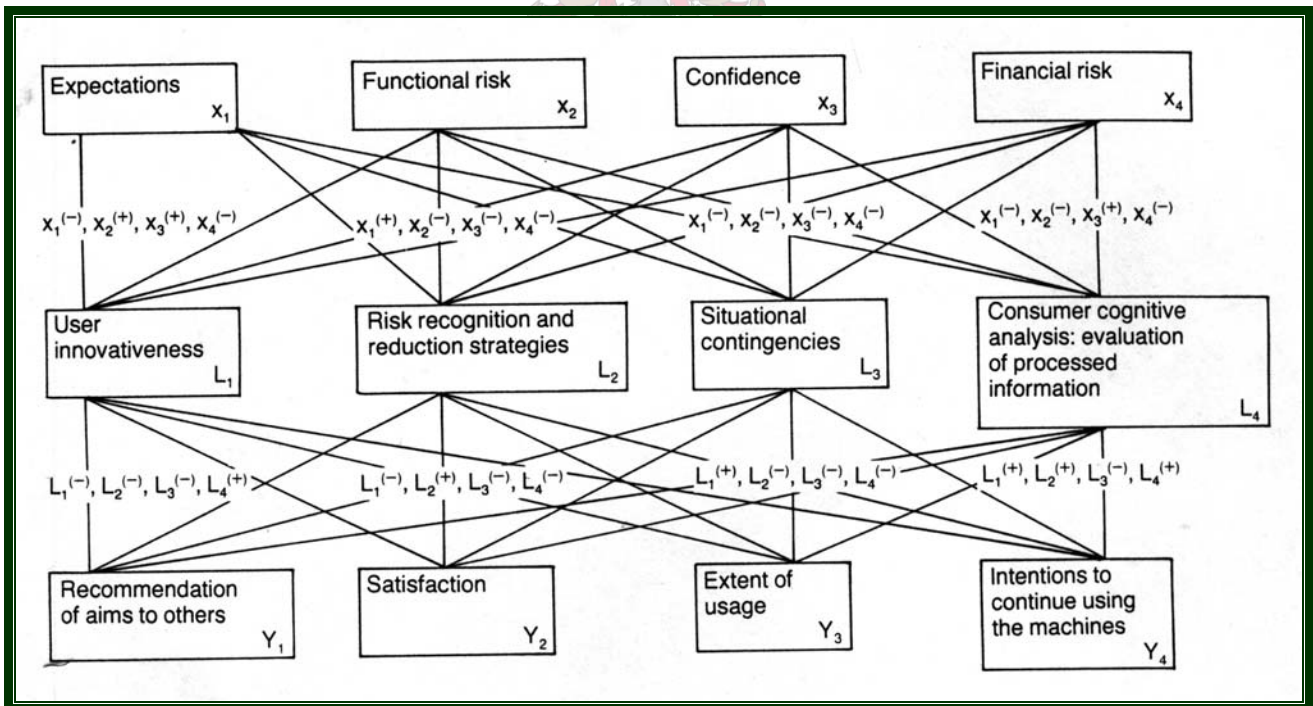 Expectations
X₁
Functional risk
X₂
Confidence
X₃
Financial risk
X₄
X₁⁽⁻⁾, X₂⁽⁺⁾, X₃⁽⁺⁾, X₄⁽⁻⁾
X₁⁽⁺⁾, X₂⁽⁻⁾, X₃⁽⁻⁾, X₄⁽⁻⁾
X₁⁽⁻⁾, X₂⁽⁻⁾, X₃⁽⁻⁾, X₄⁽⁻⁾
X₁⁽⁻⁾, X₂⁽⁻⁾, X₃⁽⁺⁾, X₄⁽⁻⁾
User
innovativeness
L₁
Risk recognition and
reduction strategies
L₂
Situational
contingencies
L₃
Consumer cognitive
analysis: evaluation
of processed
information
L₄
L₁⁽⁻⁾, L₂⁽⁻⁾, L₃⁽⁻⁾, L₄⁽⁺⁾
L₁⁽⁻⁾, L₂⁽⁺⁾, L₃⁽⁻⁾, L₄⁽⁻⁾
L₁⁽⁺⁾, L₂⁽⁻⁾, L₃⁽⁻⁾, L₄⁽⁻⁾
L₁⁽⁺⁾, L₂⁽⁺⁾, L₃⁽⁻⁾, L₄⁽⁺⁾
Recommendation
of aims to others
Y₁
Satisfaction
Y₂
Extent of
usage
Y₃
Intentions to
continue using
the machines
Y₄